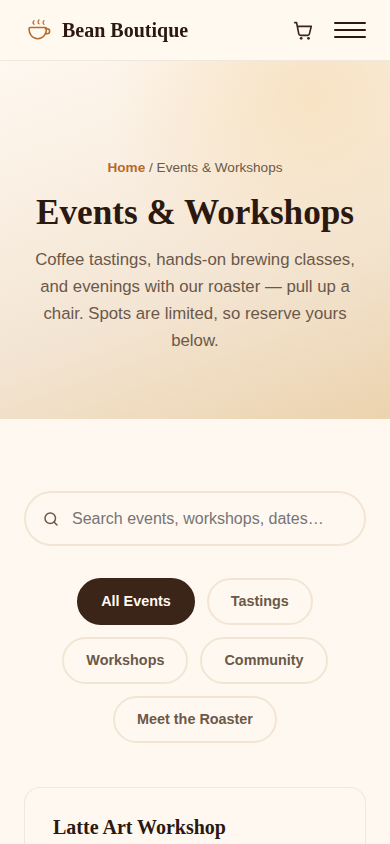 Bean Boutique
Home / Events & Workshops
Events & Workshops
Coffee tastings, hands-on brewing classes,
and evenings with our roaster — pull up a
chair. Spots are limited, so reserve yours
below.
Search events, workshops, dates…
All Events
Tastings
Workshops
Community
Meet the Roaster
Latte Art Workshop